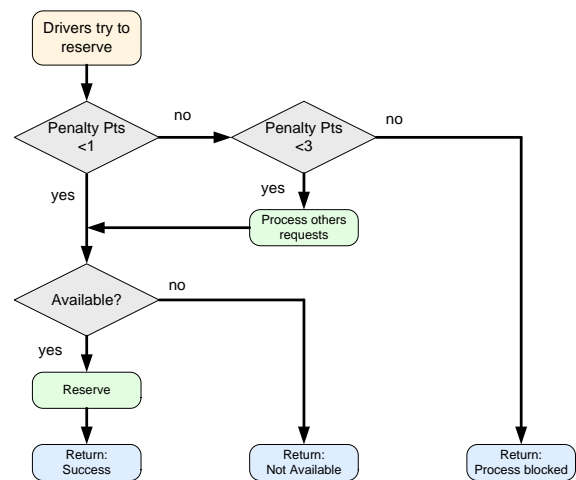 Drivers try to
reserve
Penalty Pts
<1
no
Penalty Pts
<3
no
yes
yes
Process others
requests
Available?
no
yes
Reserve
Return:
Success
Return:
Not Available
Return:
Process blocked